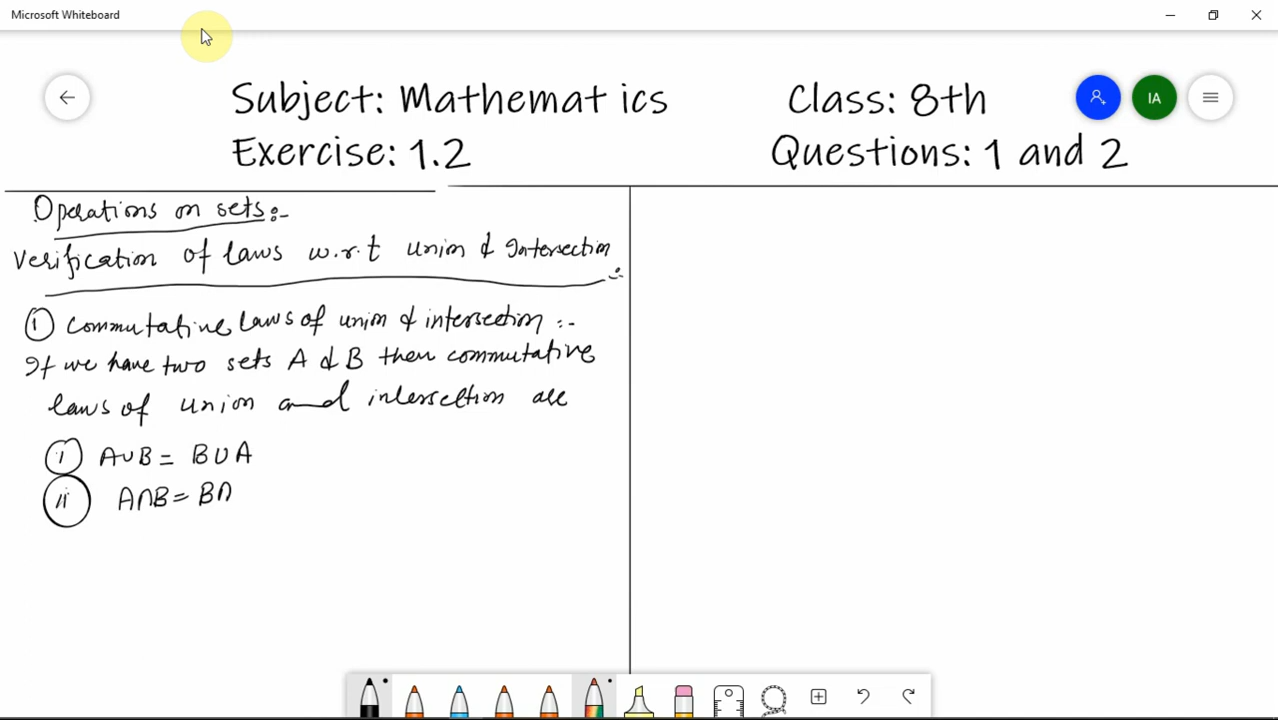 Microsoft Whiteboard
Subject: Mathemat ics Class: 8th
IA
Exercise: 1.2 Questions: 1 and 2
Operations on sets:-
Verification of laws w.r.t union & Intersection :-
① Commutative laws of union & intersection :-
If we have two sets A & B then commutative
laws of union and intersection are
ⓘ A∪B = B∪A
ⓘⓘ A∩B = B∩